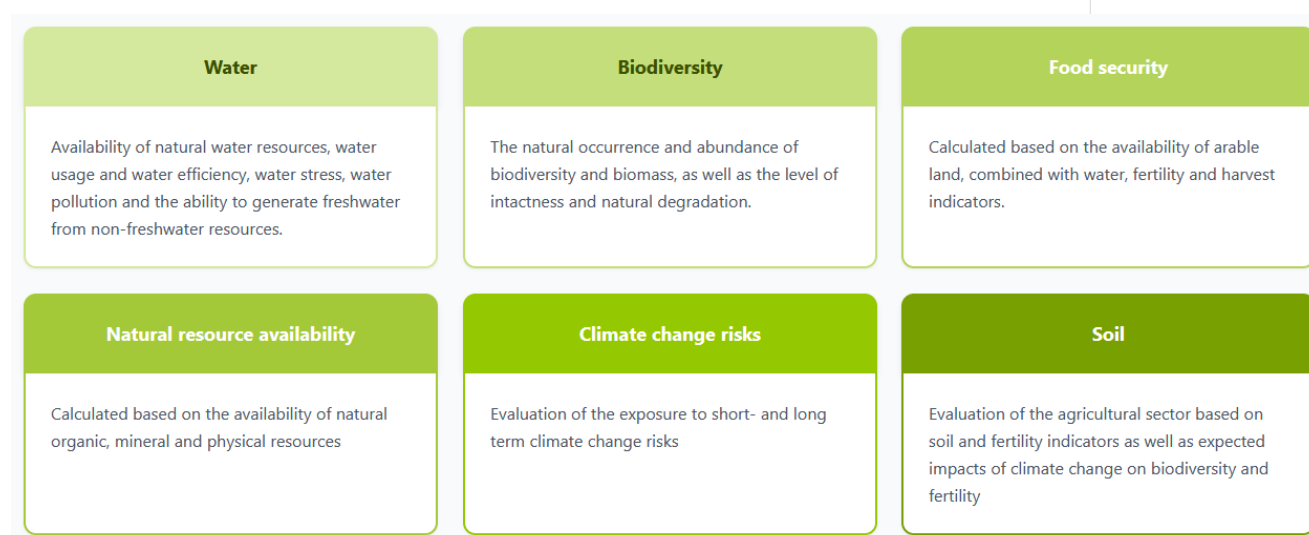 Water
Availability of natural water resources, water
usage and water efficiency, water stress, water
pollution and the ability to generate freshwater
from non-freshwater resources.
Biodiversity
The natural occurrence and abundance of
biodiversity and biomass, as well as the level of
intactness and natural degradation.
Food security
Calculated based on the availability of arable
land, combined with water, fertility and harvest
indicators.
Natural resource availability
Calculated based on the availability of natural
organic, mineral and physical resources
Climate change risks
Evaluation of the exposure to short- and long
term climate change risks
Soil
Evaluation of the agricultural sector based on
soil and fertility indicators as well as expected
impacts of climate change on biodiversity and
fertility